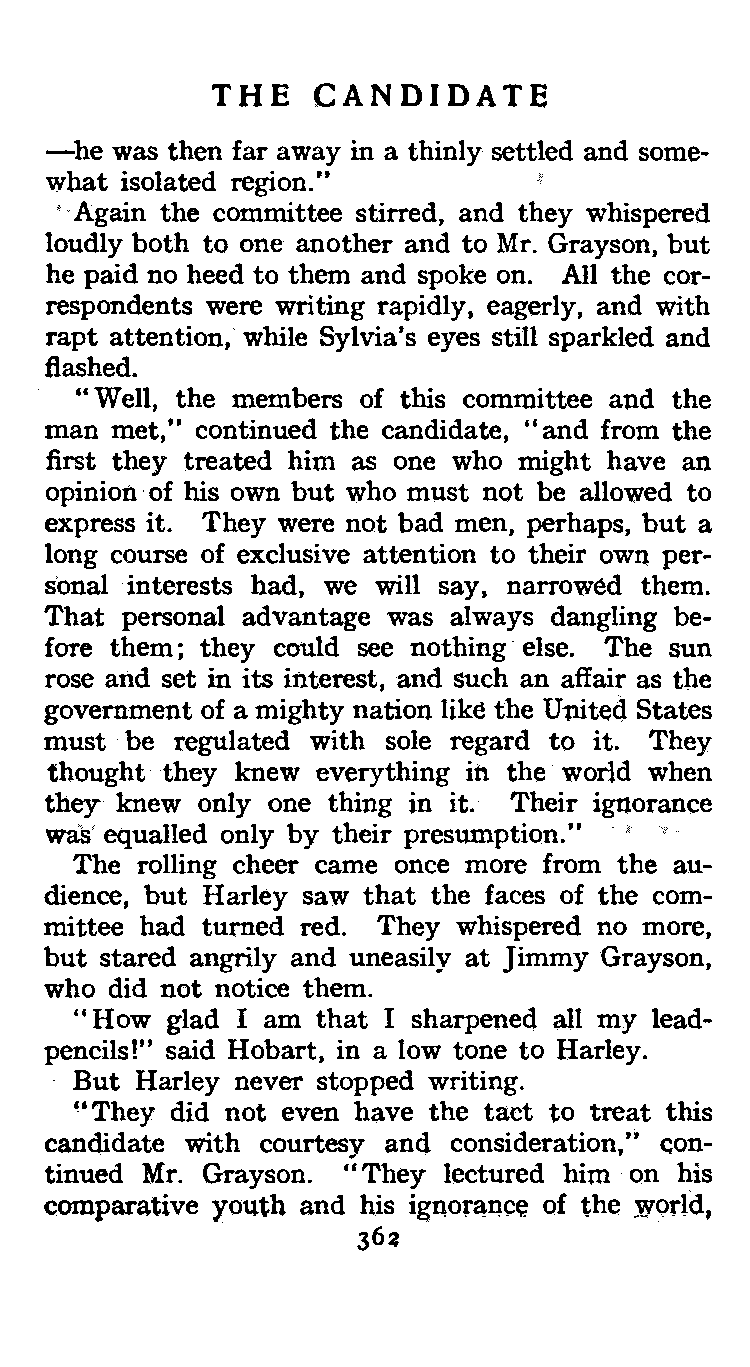 THE CANDIDATE
—he was then far away in a thinly settled and some-
what isolated region."
Again the committee stirred, and they whispered
loudly both to one another and to Mr. Grayson, but
he paid no heed to them and spoke on. All the cor-
respondents were writing rapidly, eagerly, and with
rapt attention, while Sylvia's eyes still sparkled and
flashed.
"Well, the members of this committee and the
man met," continued the candidate, "and from the
first they treated him as one who might have an
opinion of his own but who must not be allowed to
express it. They were not bad men, perhaps, but a
long course of exclusive attention to their own per-
sonal interests had, we will say, narrowed them.
That personal advantage was always dangling be-
fore them; they could see nothing else. The sun
rose and set in its interest, and such an affair as the
government of a mighty nation like the United States
must be regulated with sole regard to it. They
thought they knew everything in the world when
they knew only one thing in it. Their ignorance
was equalled only by their presumption."
The rolling cheer came once more from the au-
dience, but Harley saw that the faces of the com-
mittee had turned red. They whispered no more,
but stared angrily and uneasily at Jimmy Grayson,
who did not notice them.
"How glad I am that I sharpened all my lead-
pencils!" said Hobart, in a low tone to Harley.
But Harley never stopped writing.
"They did not even have the tact to treat this
candidate with courtesy and consideration," con-
tinued Mr. Grayson. "They lectured him on his
comparative youth and his ignorance of the world,
362